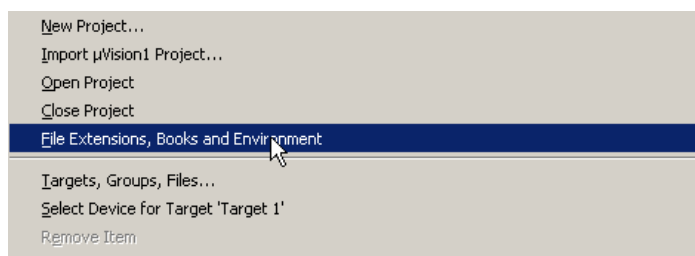 New Project...
Import µVision1 Project...
Open Project
Close Project
File Extensions, Books and Environment
Targets, Groups, Files...
Select Device for Target 'Target 1'
Remove Item